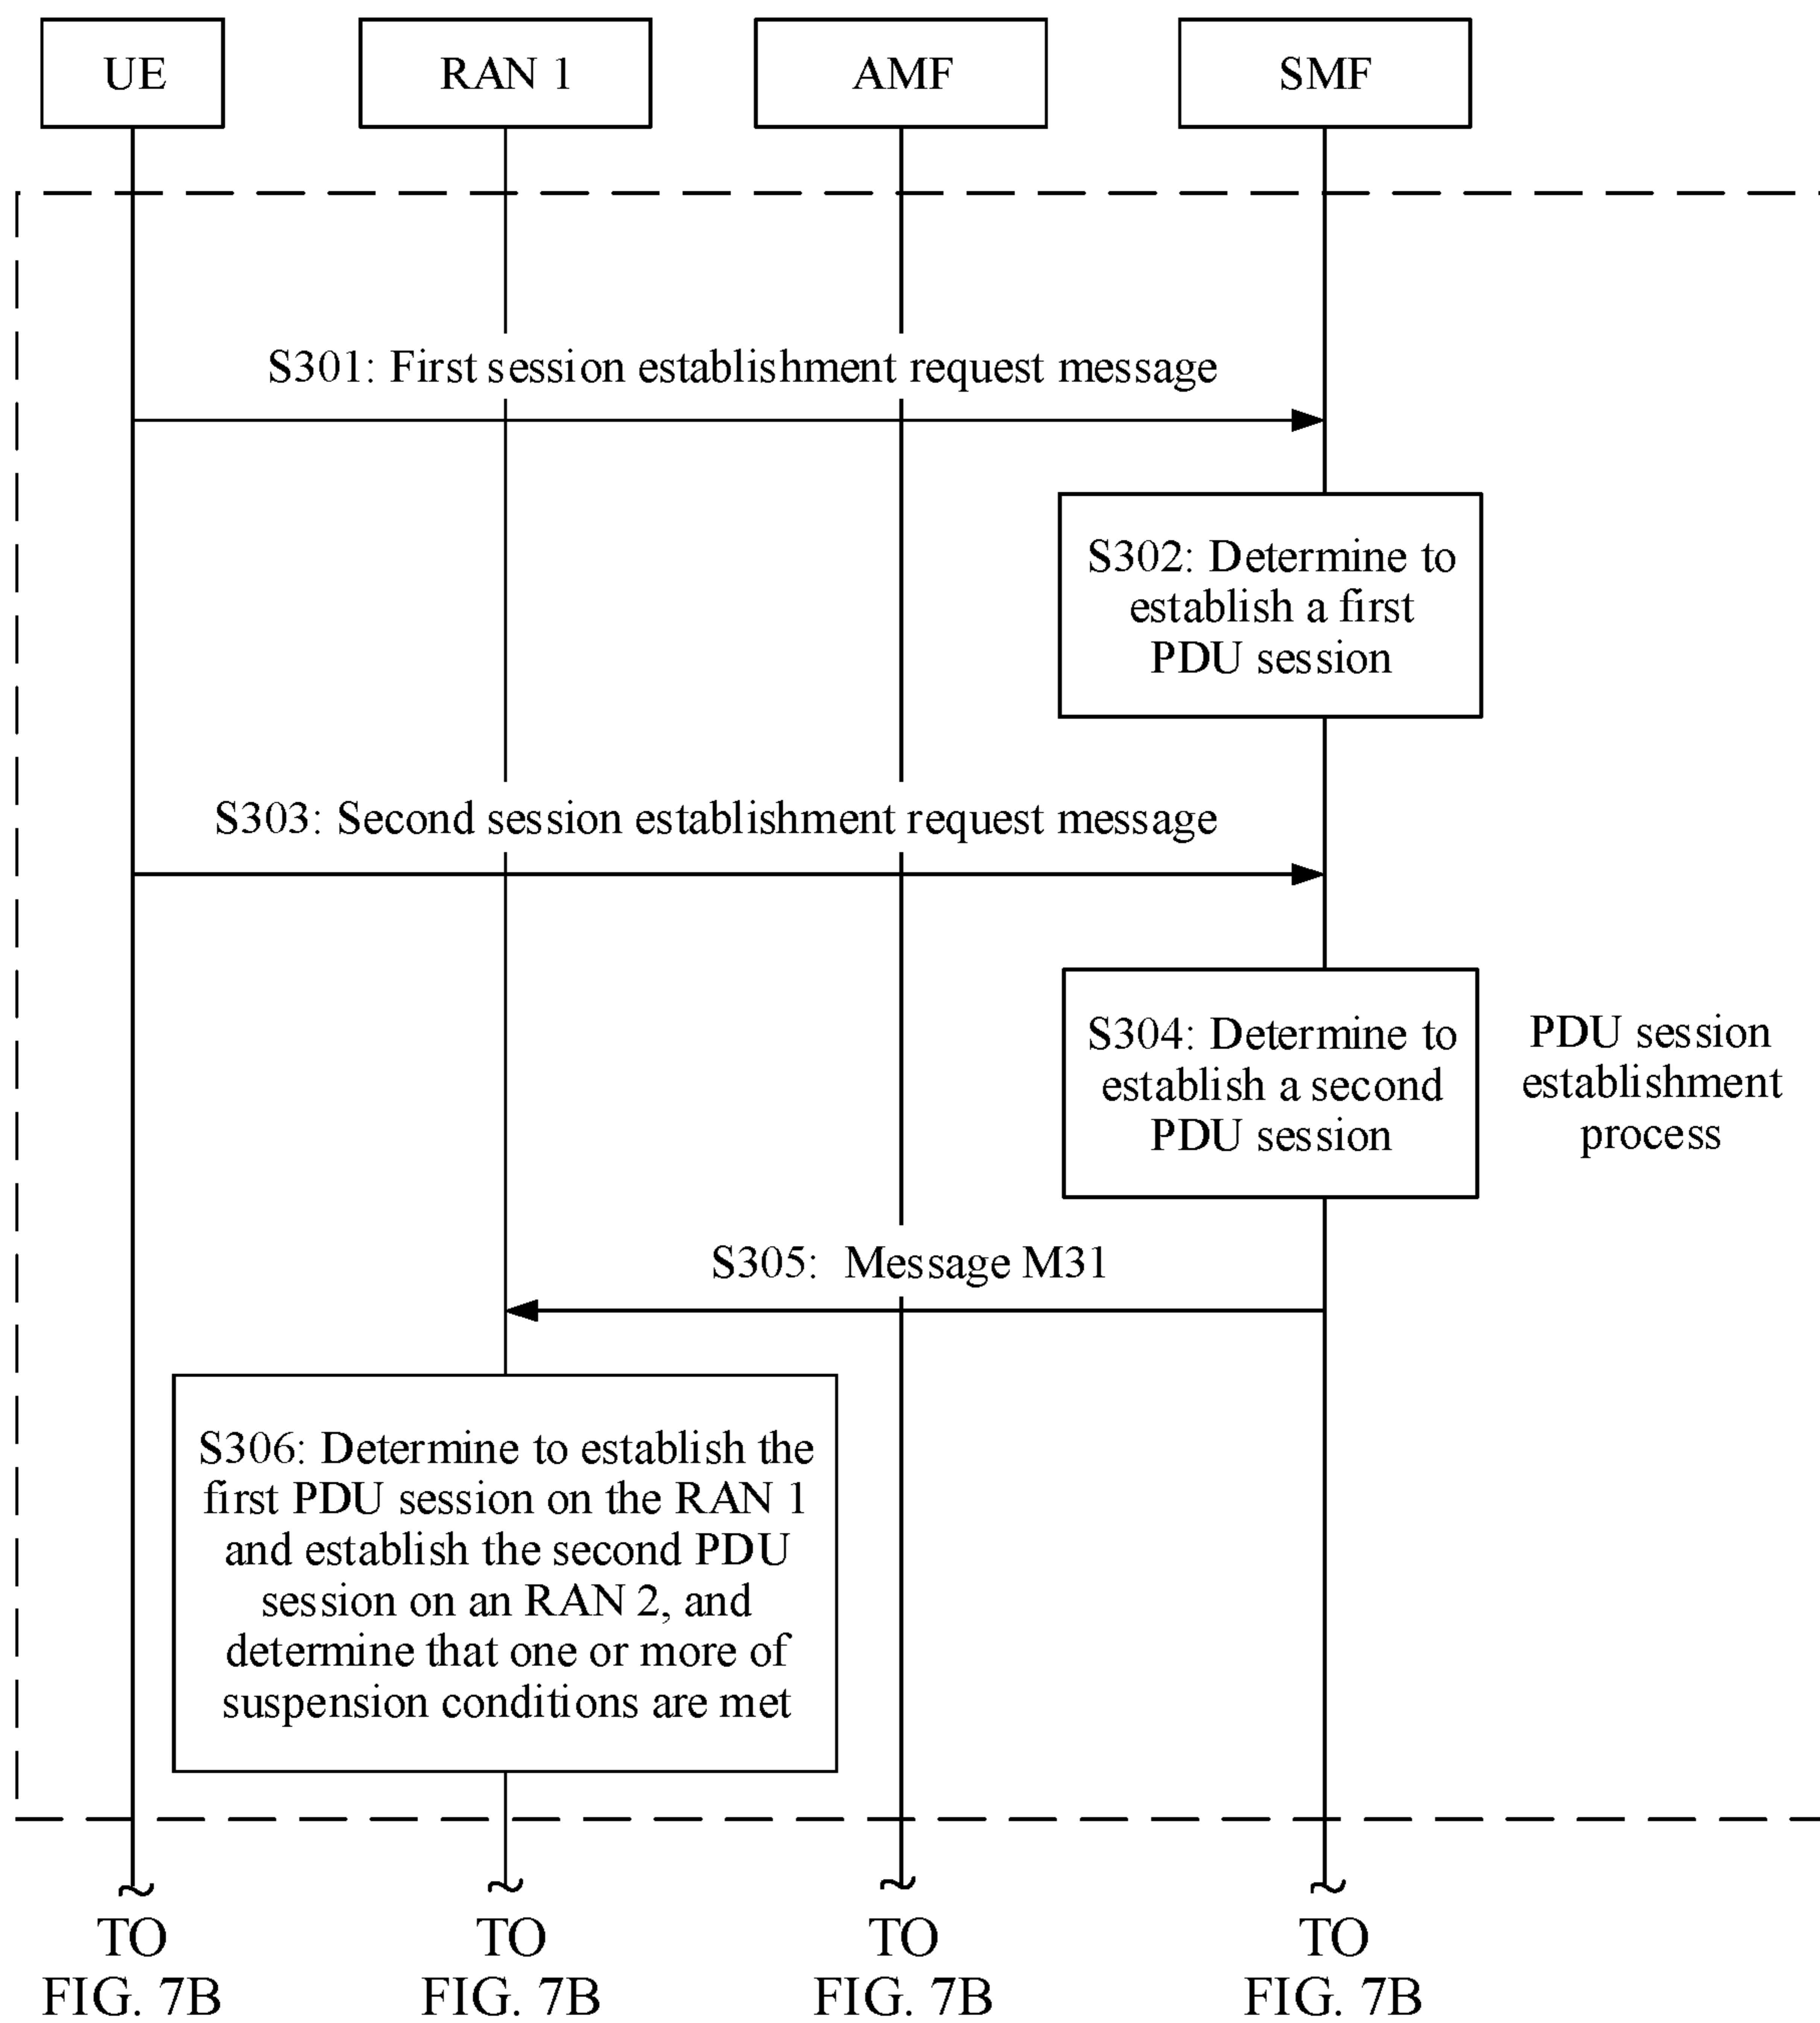 UE
RAN 1
AMF
SMF
S301: First session establishment request message
S302: Determine to
establish a first
PDU session
S303: Second session establishment request message
S304: Determine to
establish a second
PDU session
PDU session
establishment
process
S305: Message M31
S306: Determine to establish the
first PDU session on the RAN 1
and establish the second PDU
session on an RAN 2, and
determine that one or more of
suspension conditions are met
TO
FIG. 7B
TO
FIG. 7B
TO
FIG. 7B
TO
FIG. 7B